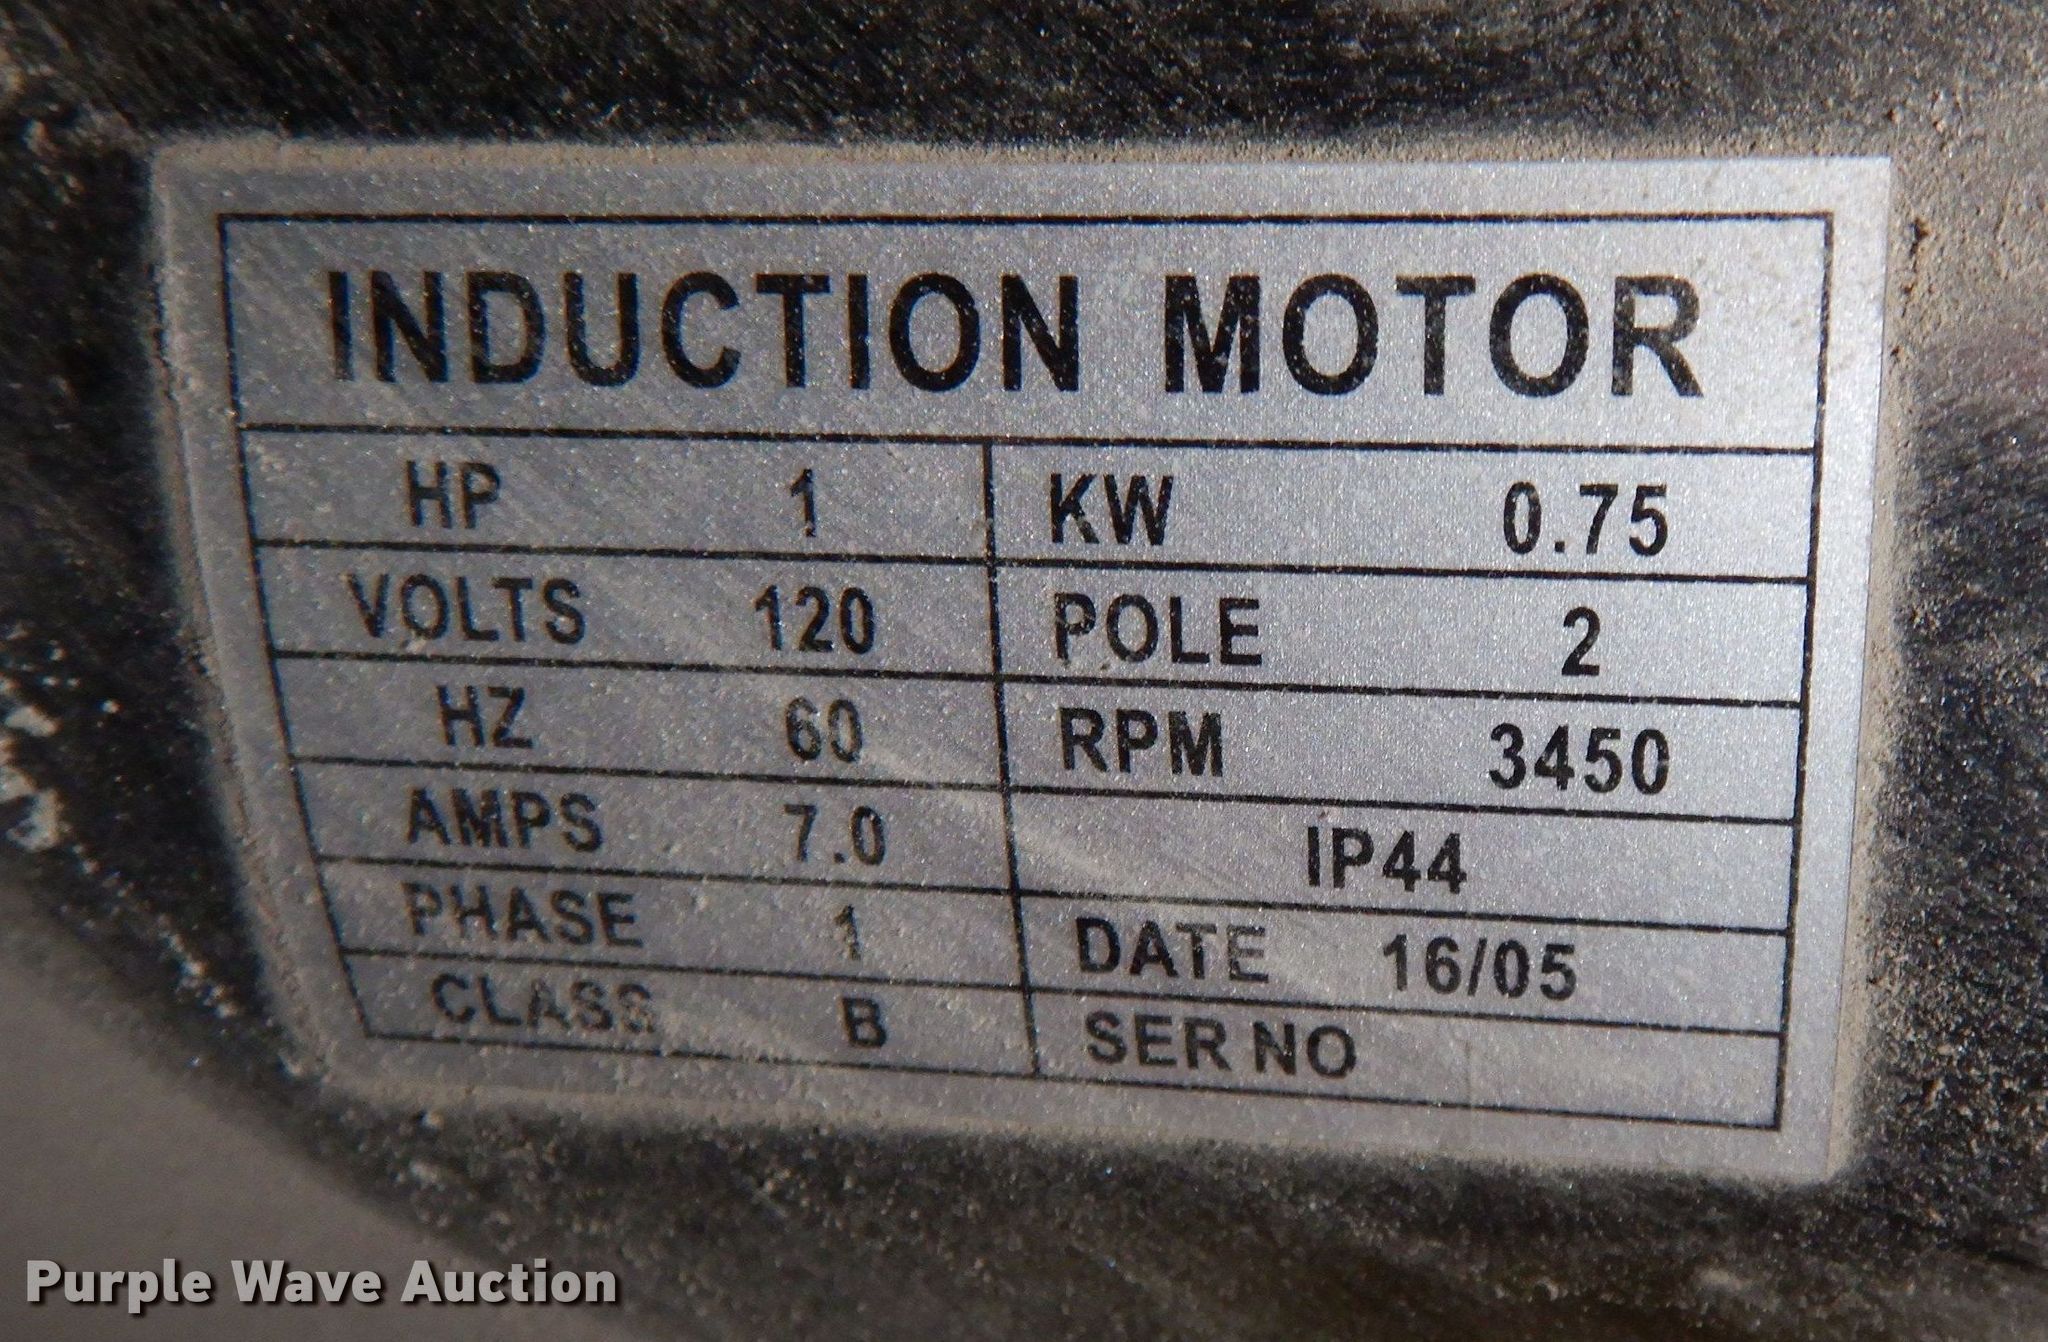 INDUCTION MOTOR
HP 1 KW 0.75
VOLTS 120 POLE 2
HZ 60 RPM 3450
AMPS 7.0 IP44
PHASE 1 DATE 16/05
CLASS B SER NO
Purple Wave Auction